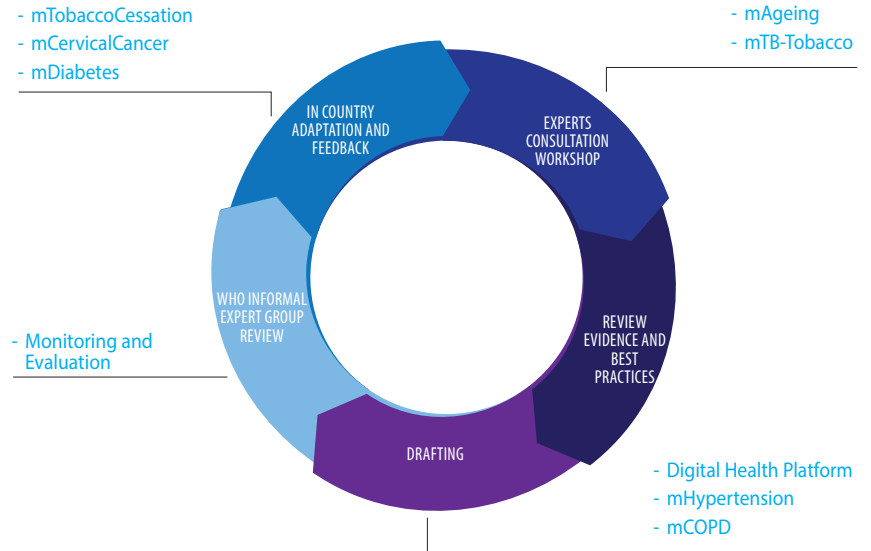 - mTobaccoCessation
- mCervicalCancer
- mDiabetes
- mAgeing
- mTB-Tobacco
IN COUNTRY
ADAPTATION AND
FEEDBACK
EXPERTS
CONSULTATION
WORKSHOP
WHO INFORMAL
EXPERT GROUP
REVIEW
REVIEW
EVIDENCE AND
BEST
PRACTICES
- Monitoring and
Evaluation
DRAFTING
- Digital Health Platform
- mHypertension
- mCOPD